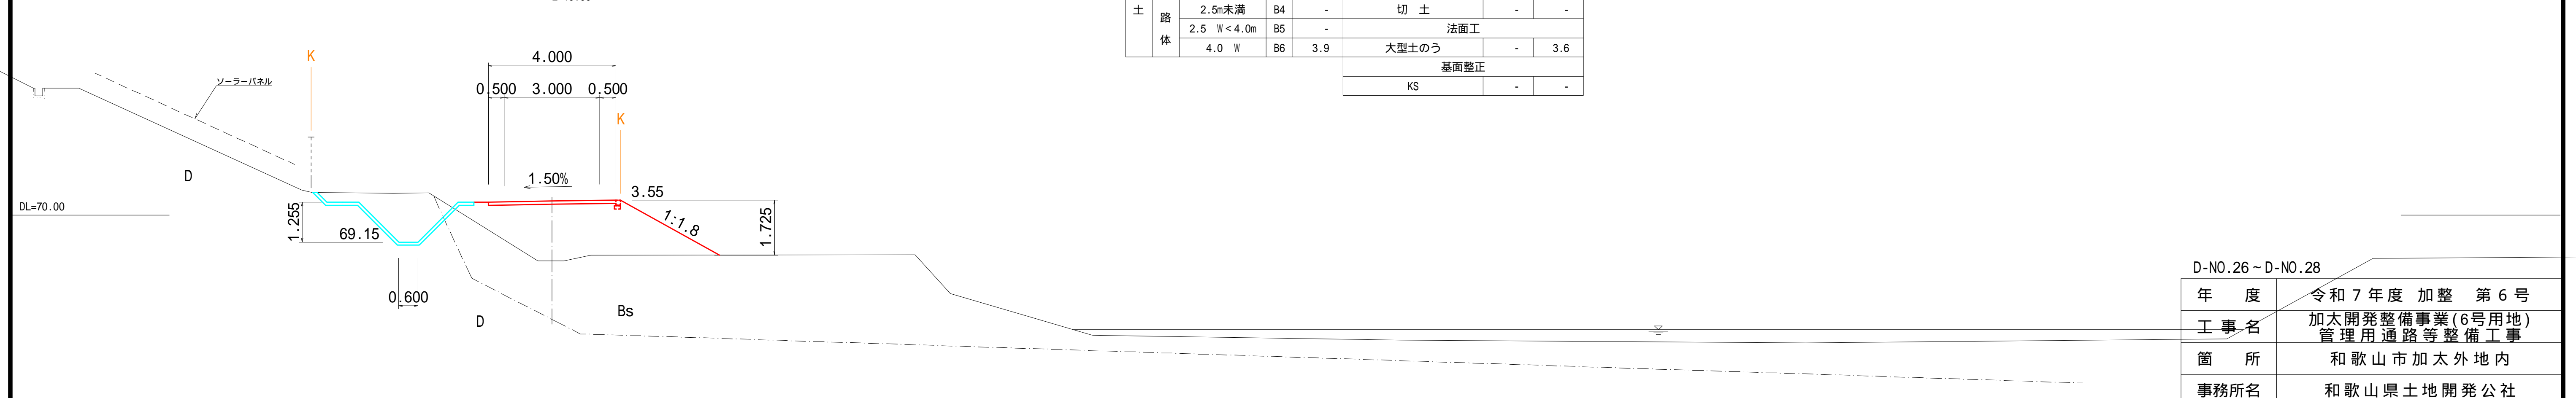 土 路体 2.5m未満 B4 - 切 土 - -
2.5 W<4.0m B5 - 法面工
4.0 W B6 3.9 大型土のう - 3.6
基面整正
KS - -
K
ソーラーパネル
4.000
0.500 3.000 0.500
K
D
1.50%
3.55
DL=70.00
1.255
69.15
1:1.8
1.725
0.600
D
Bs
D-NO.26~D-NO.28
年 度 令和7年度 加整 第6号
工事名 加太開発整備事業(6号用地)
管理用通路等整備工事
箇 所 和歌山市加太外地内
事務所名 和歌山県土地開発公社